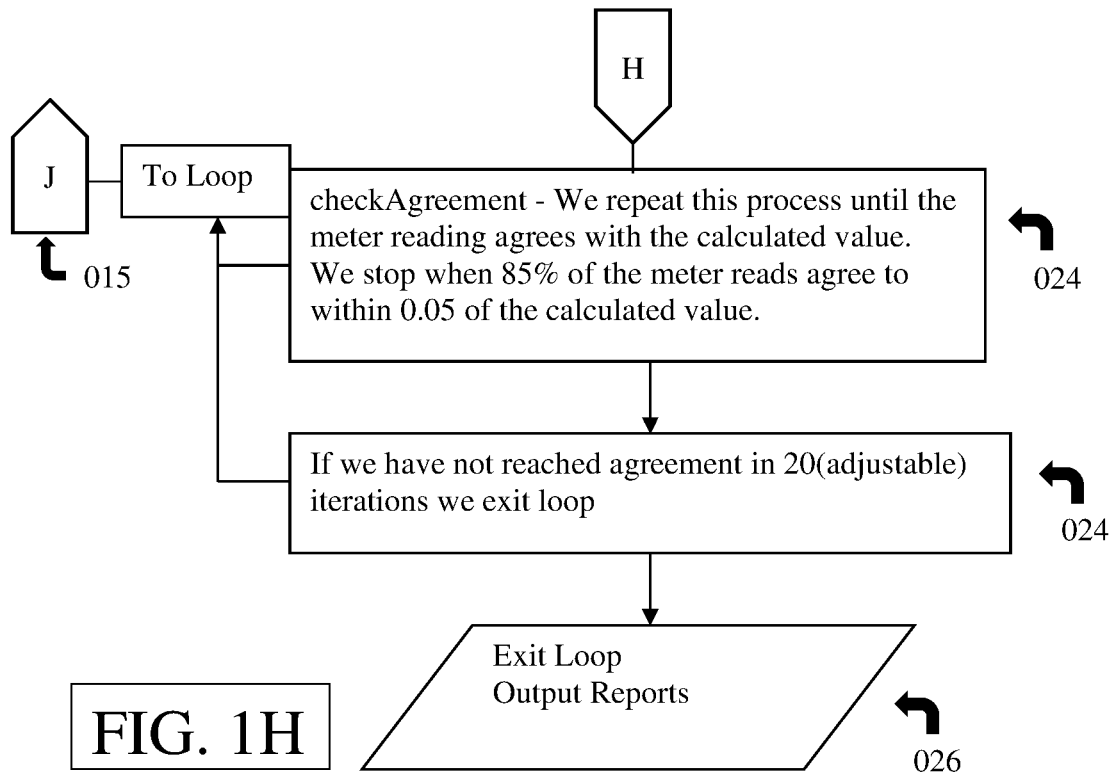 H
J
To Loop
015
checkAgreement - We repeat this process until the
meter reading agrees with the calculated value.
We stop when 85% of the meter reads agree to
within 0.05 of the calculated value.
024
If we have not reached agreement in 20(adjustable)
iterations we exit loop
024
Exit Loop
Output Reports
026
FIG. 1H